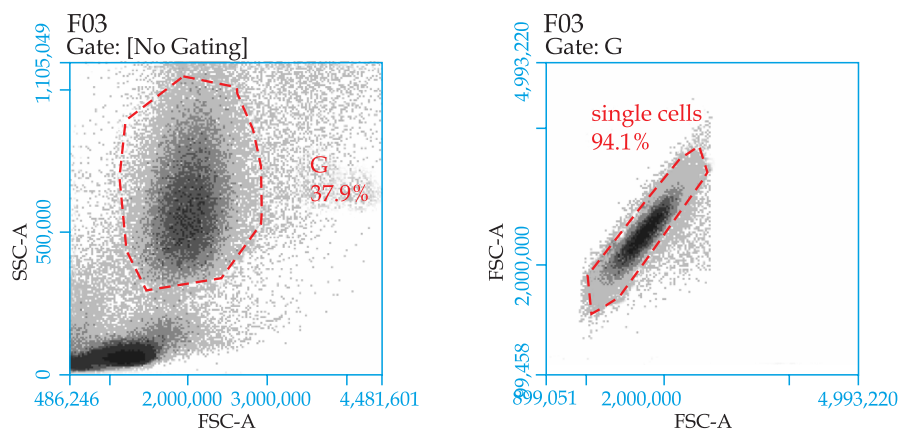 F03
Gate: [No Gating]
1,105,049
500,000
0
SSC-A
G
37.9%
486,246
2,000,000
3,000,000
4,481,601
FSC-A
F03
Gate: G
4,993,220
2,000,000
99,458
FSC-A
single cells
94.1%
899,051
2,000,000
4,993,220
FSC-A